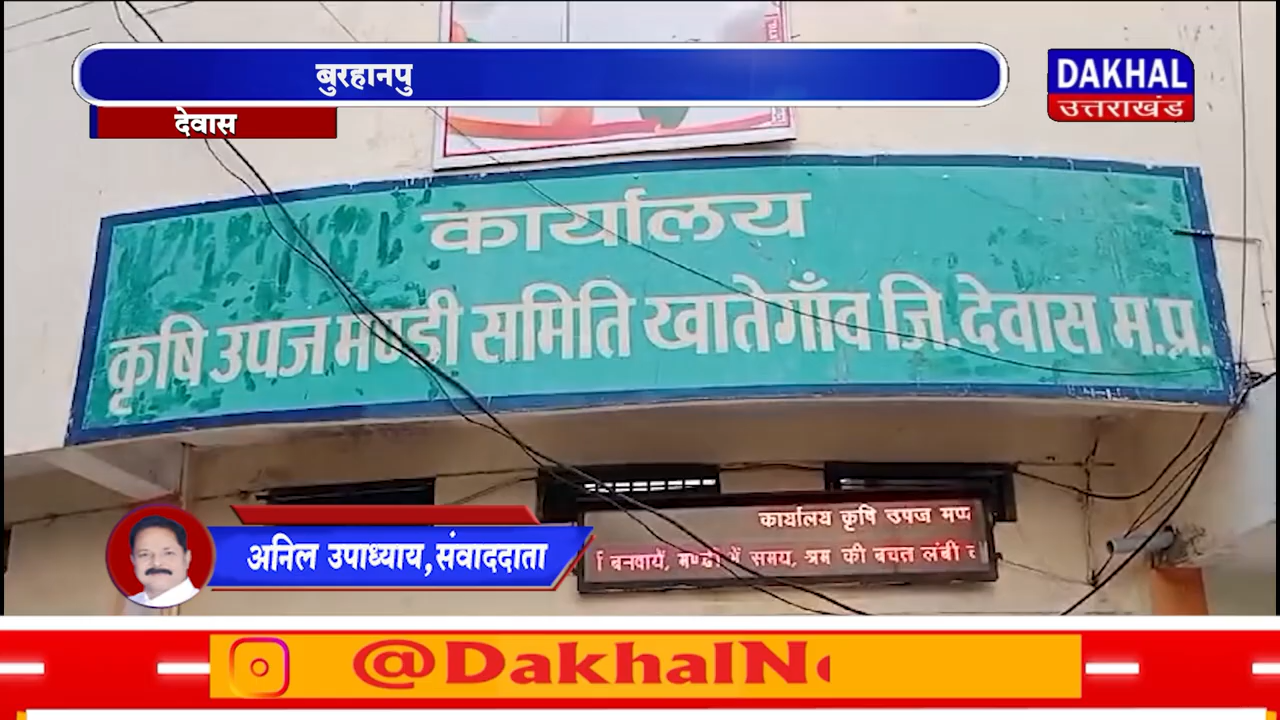 बुरहानपु
देवास
DAKHAL
उत्तराखंड
कार्यालय
कृषि उपज मण्डी समिति खातेगाँव जि.देवास म.प्र.
कार्यालय कृषि उपज मण्
बनवायें, मण्डी में समय, श्रम की बचत लंबी
अनिल उपाध्याय,संवाददाता
@DakhalN